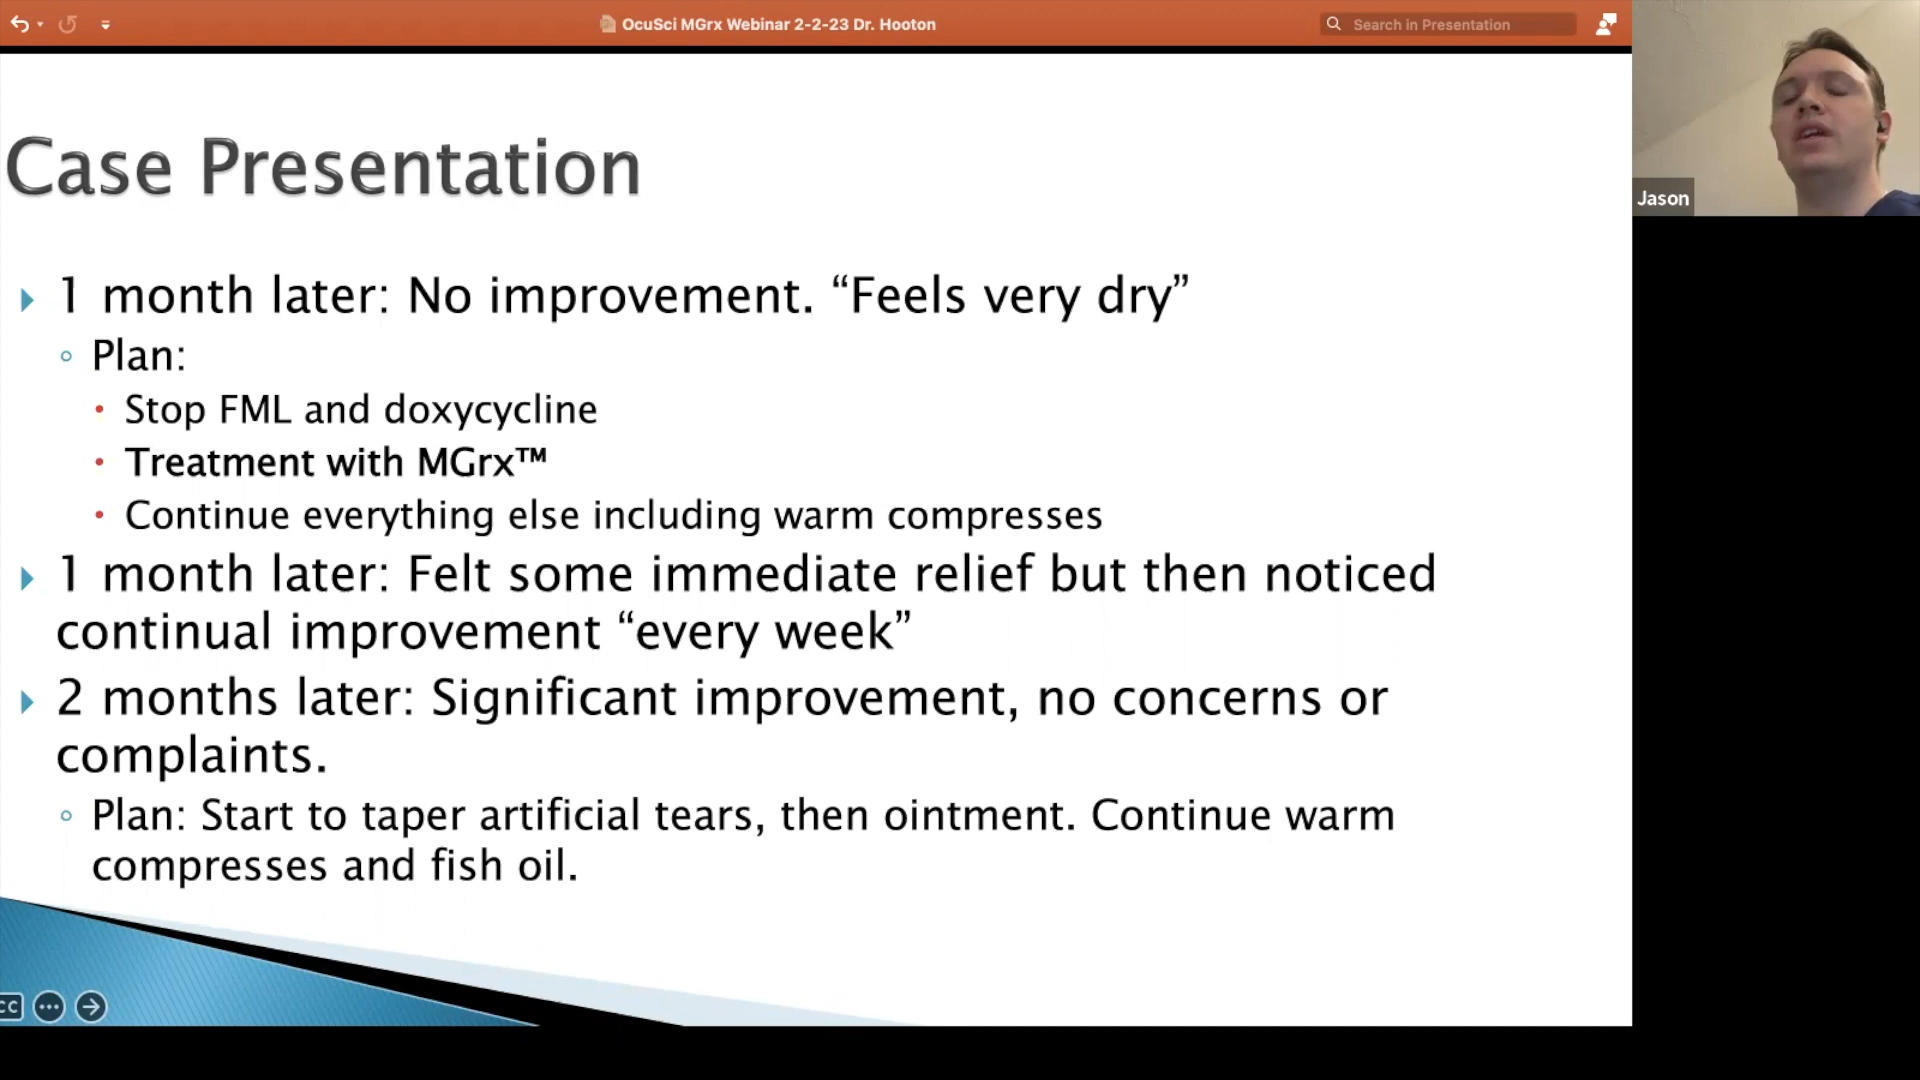 OcuSci MGrx Webinar 2-2-23 Dr. Hooton
Search in Presentation
Jason
Case Presentation
1 month later: No improvement. “Feels very dry”
Plan:
Stop FML and doxycycline
Treatment with MGrx™
Continue everything else including warm compresses
1 month later: Felt some immediate relief but then noticed
continual improvement “every week”
2 months later: Significant improvement, no concerns or
complaints.
Plan: Start to taper artificial tears, then ointment. Continue warm
compresses and fish oil.
CC